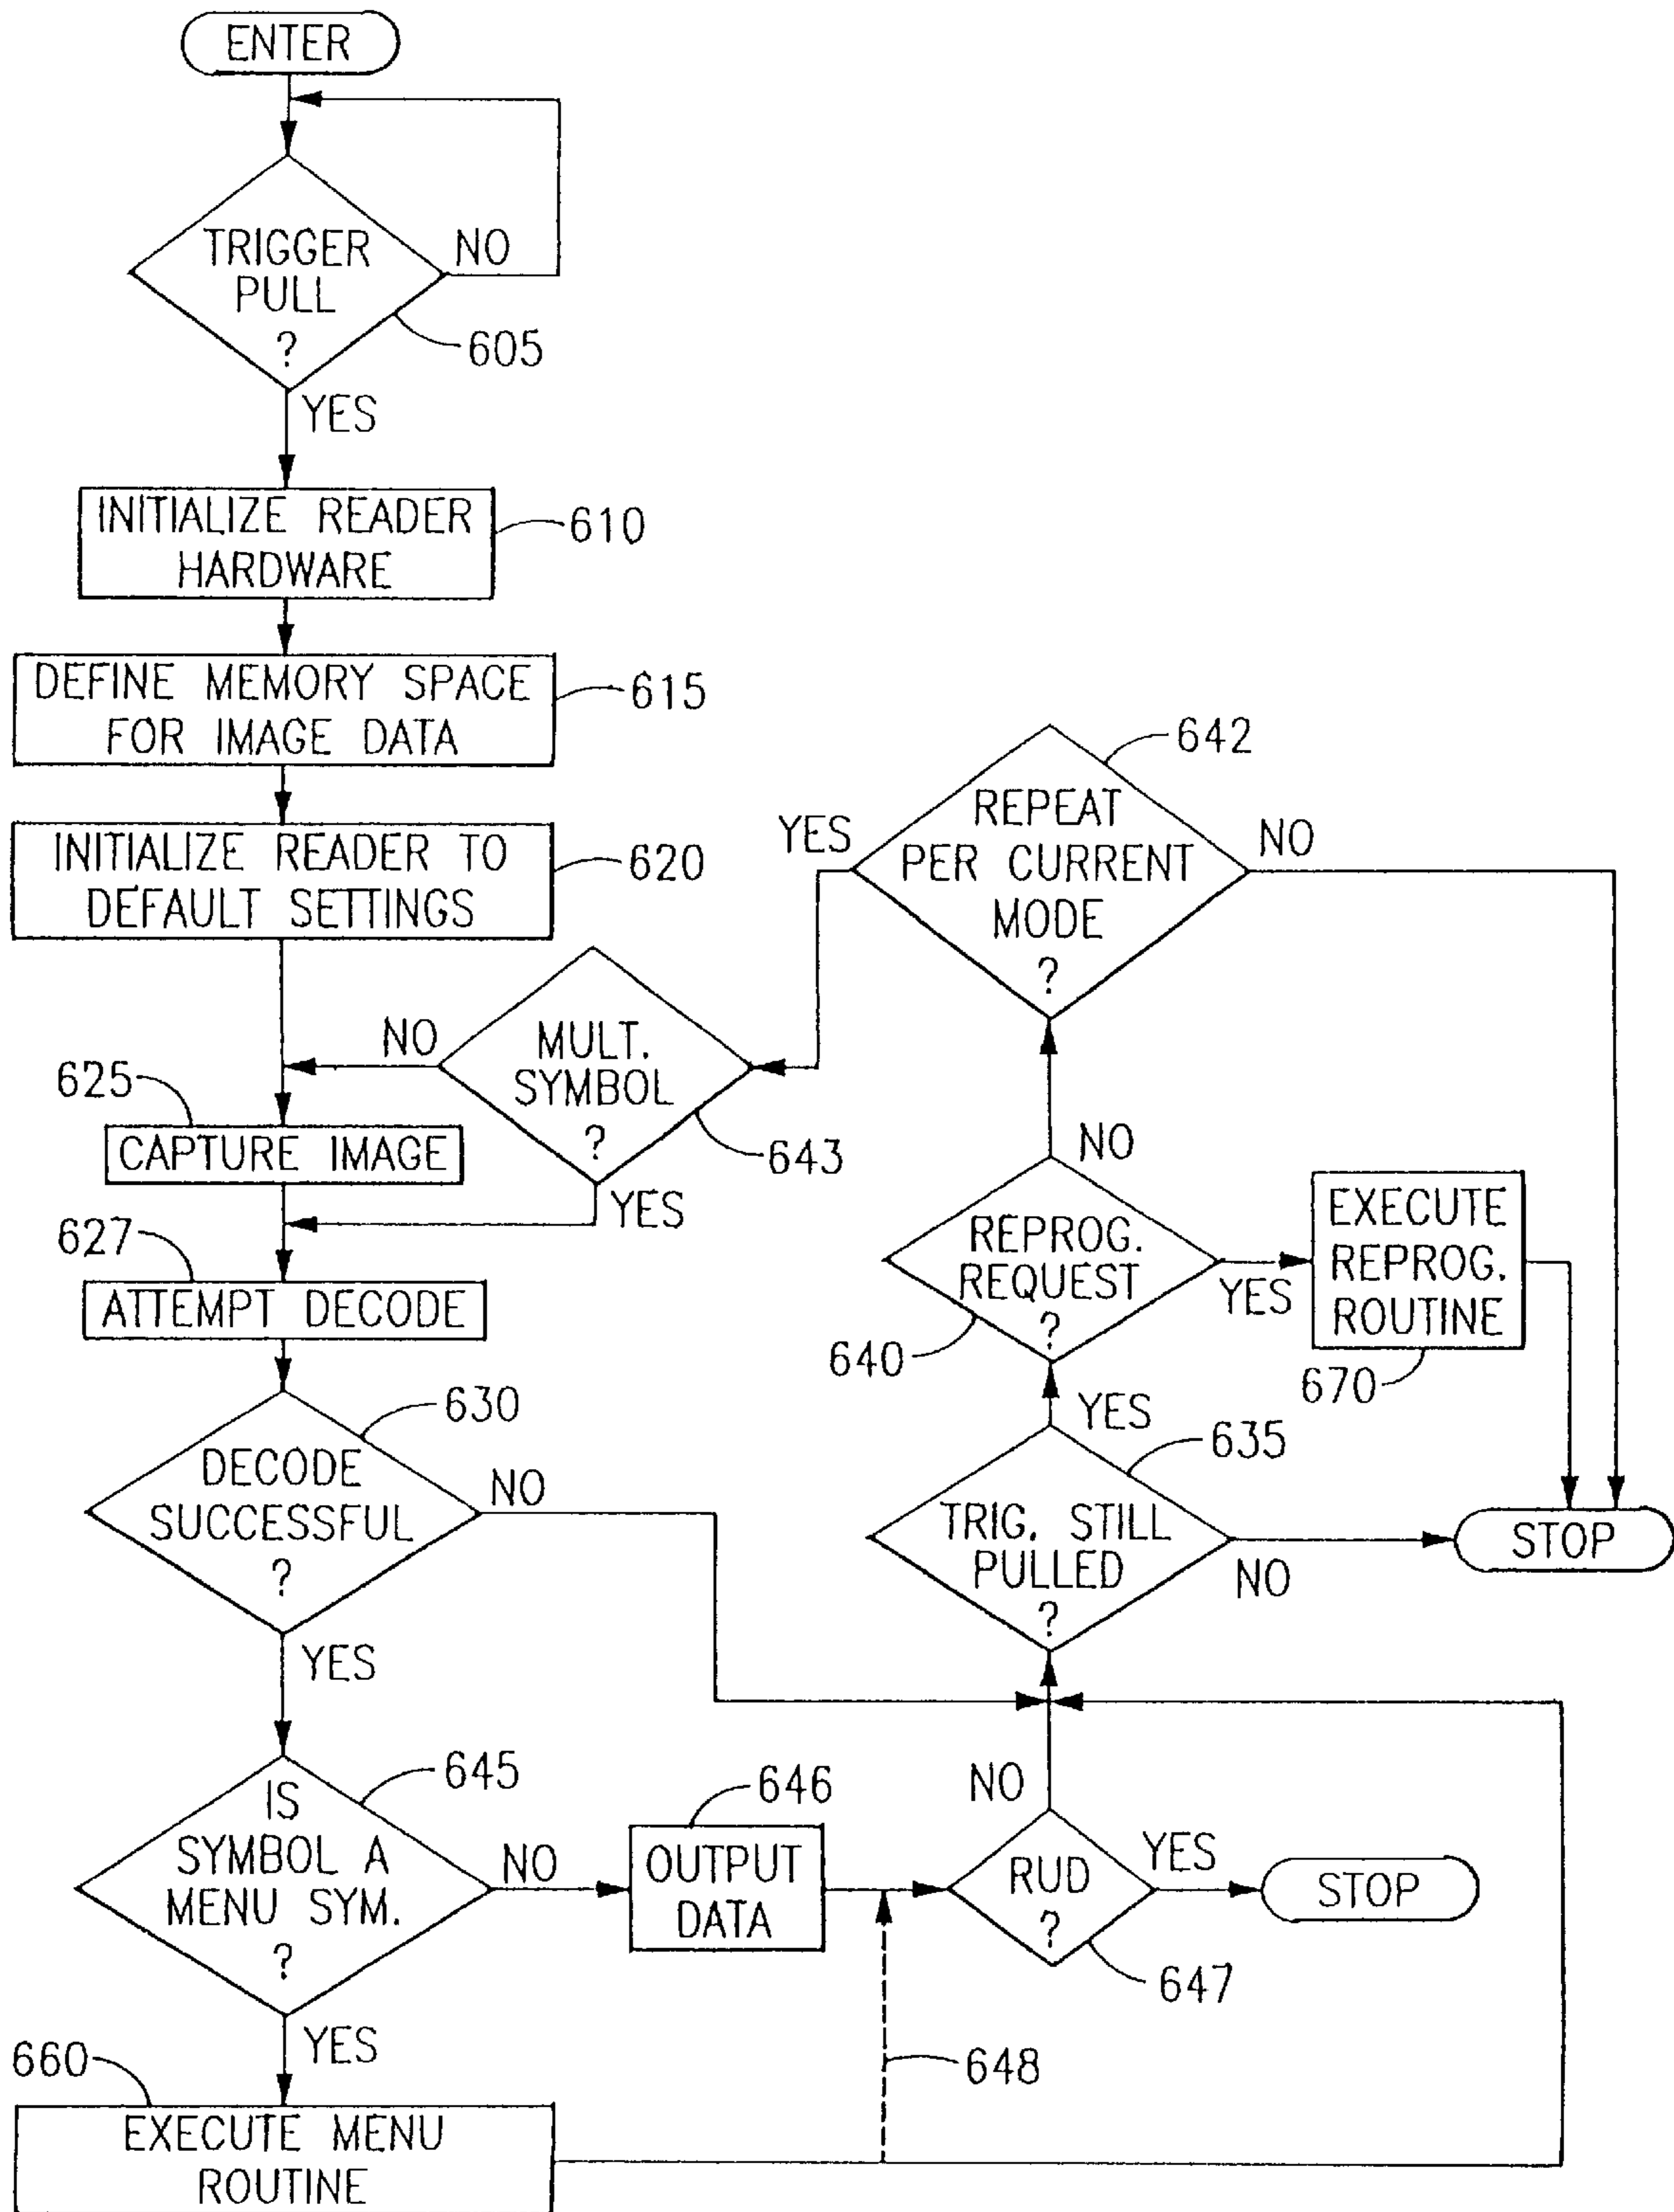 ENTER
TRIGGER
PULL
?
NO
605
YES
INITIALIZE READER
HARDWARE
610
DEFINE MEMORY SPACE
FOR IMAGE DATA
615
INITIALIZE READER TO
DEFAULT SETTINGS
620
642
REPEAT
PER CURRENT
MODE
?
YES
NO
MULT.
SYMBOL
?
NO
643
YES
625
CAPTURE IMAGE
627
ATTEMPT DECODE
NO
REPROG.
REQUEST
?
640
YES
EXECUTE
REPROG.
ROUTINE
670
630
DECODE
SUCCESSFUL
?
NO
YES
YES
635
TRIG. STILL
PULLED
?
NO
STOP
645
IS
SYMBOL A
MENU SYM.
?
NO
646
OUTPUT
DATA
NO
RUD
?
YES
STOP
647
YES
648
660
EXECUTE MENU
ROUTINE